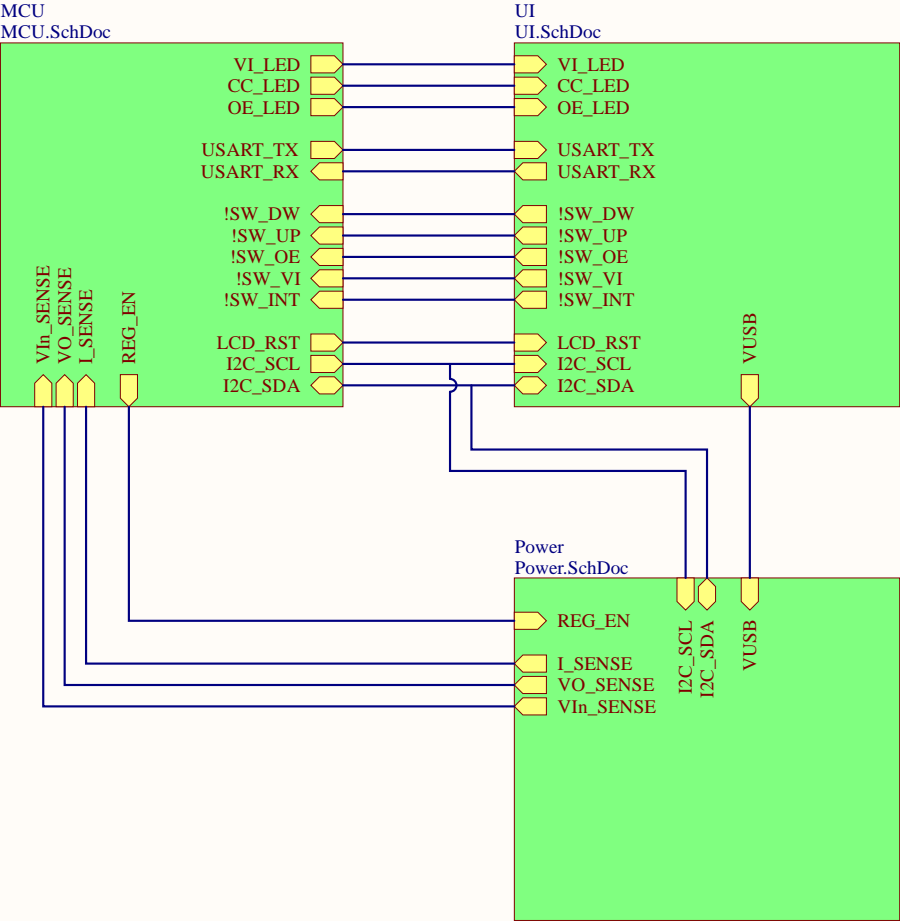 MCU
MCU.SchDoc
VI_LED
CC_LED
OE_LED
USART_TX
USART_RX
!SW_DW
!SW_UP
!SW_OE
!SW_VI
!SW_INT
LCD_RST
I2C_SCL
I2C_SDA
VIn_SENSE
VO_SENSE
I_SENSE
REG_EN
UI
UI.SchDoc
VI_LED
CC_LED
OE_LED
USART_TX
USART_RX
!SW_DW
!SW_UP
!SW_OE
!SW_VI
!SW_INT
LCD_RST
I2C_SCL
I2C_SDA
VUSB
Power
Power.SchDoc
REG_EN
I_SENSE
VO_SENSE
VIn_SENSE
I2C_SCL
I2C_SDA
VUSB